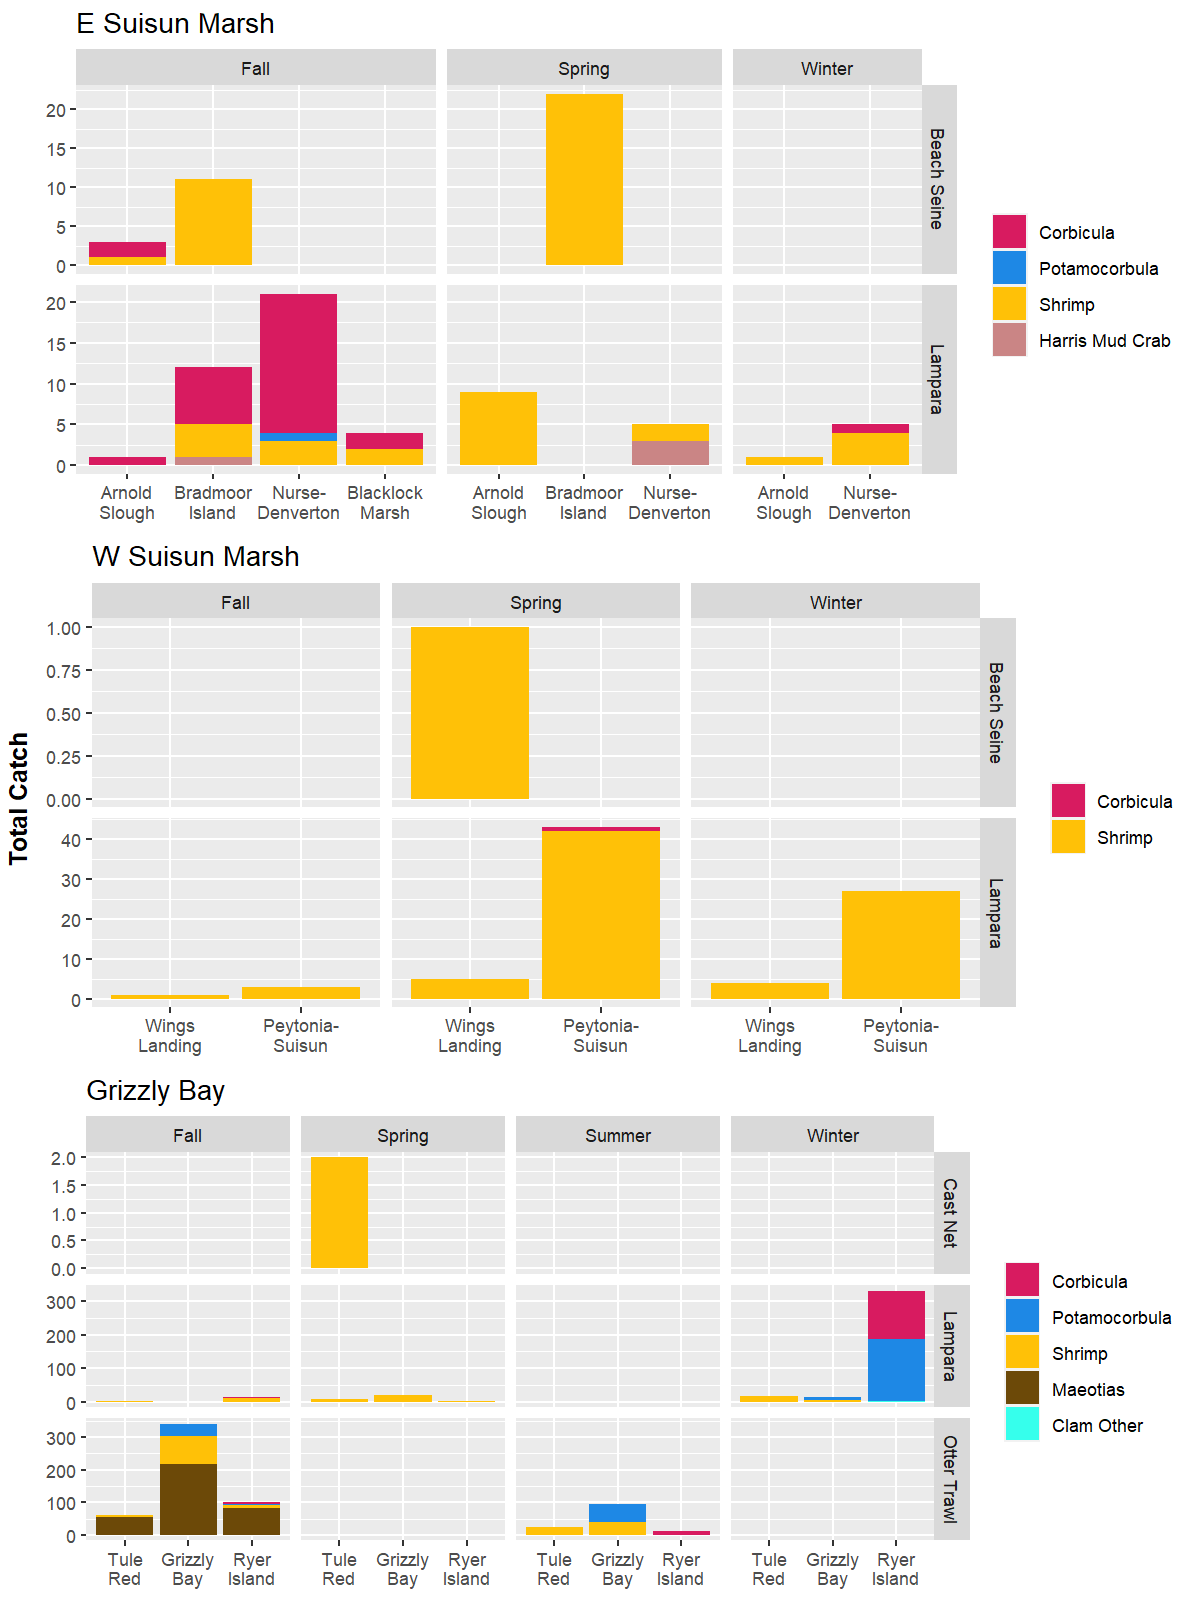 E Suisun Marsh
Fall
Spring
Winter
Beach Seine
20
15
10
5
0
Lampara
20
15
10
5
0
Arnold
Slough
Bradmoor
Island
Nurse-
Denverton
Blacklock
Marsh
Arnold
Slough
Bradmoor
Island
Nurse-
Denverton
Arnold
Slough
Nurse-
Denverton
Corbicula
Potamocorbula
Shrimp
Harris Mud Crab
Total Catch
W Suisun Marsh
Fall
Spring
Winter
Beach Seine
1.00
0.75
0.50
0.25
0.00
Lampara
40
30
20
10
0
Wings
Landing
Peytonia-
Suisun
Wings
Landing
Peytonia-
Suisun
Wings
Landing
Peytonia-
Suisun
Corbicula
Shrimp
Grizzly Bay
Fall
Spring
Summer
Winter
Cast Net
2.0
1.5
1.0
0.5
0.0
Lampara
300
200
100
0
Otter Trawl
300
200
100
0
Tule
Red
Grizzly
Bay
Ryer
Island
Tule
Red
Grizzly
Bay
Ryer
Island
Tule
Red
Grizzly
Bay
Ryer
Island
Tule
Red
Grizzly
Bay
Ryer
Island
Corbicula
Potamocorbula
Shrimp
Maeotias
Clam Other